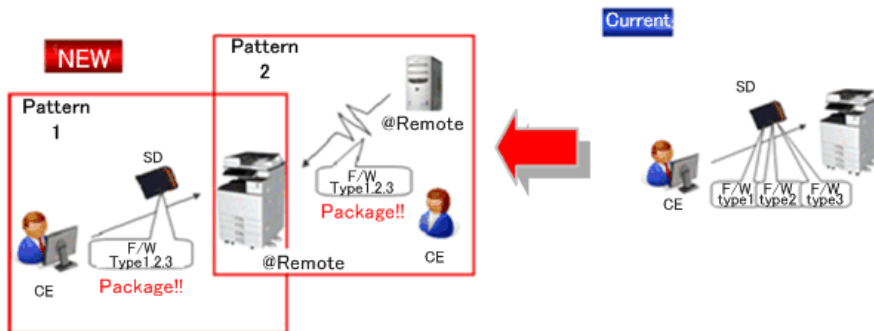 NEW
Pattern
1
SD
F/W
Type1.2.3
Package!!
CE
Pattern
2
@Remote
F/W
Type1.2.3
Package!!
CE
@Remote
Current
SD
CE
F/W
type1
F/W
type2
F/W
type3